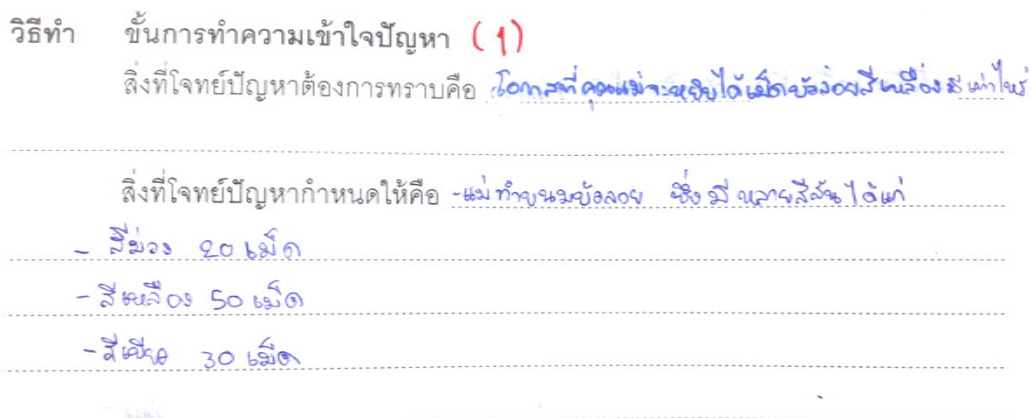 วิธีทำ ขั้นการทำความเข้าใจปัญหา (1)
สิ่งที่โจทย์ปัญหาต้องการทราบคือ โอกาสที่คุณแม่จะหยิบได้เม็ดบัวลอยสีเหลืองมีเท่าไหร่
สิ่งที่โจทย์ปัญหากำหนดให้คือ -แม่ทำขนมบัวลอย ซึ่งมีหลายสีสันได้แก่
- สีม่วง 20 เม็ด
- สีเหลือง 50 เม็ด
- สีเขียว 30 เม็ด